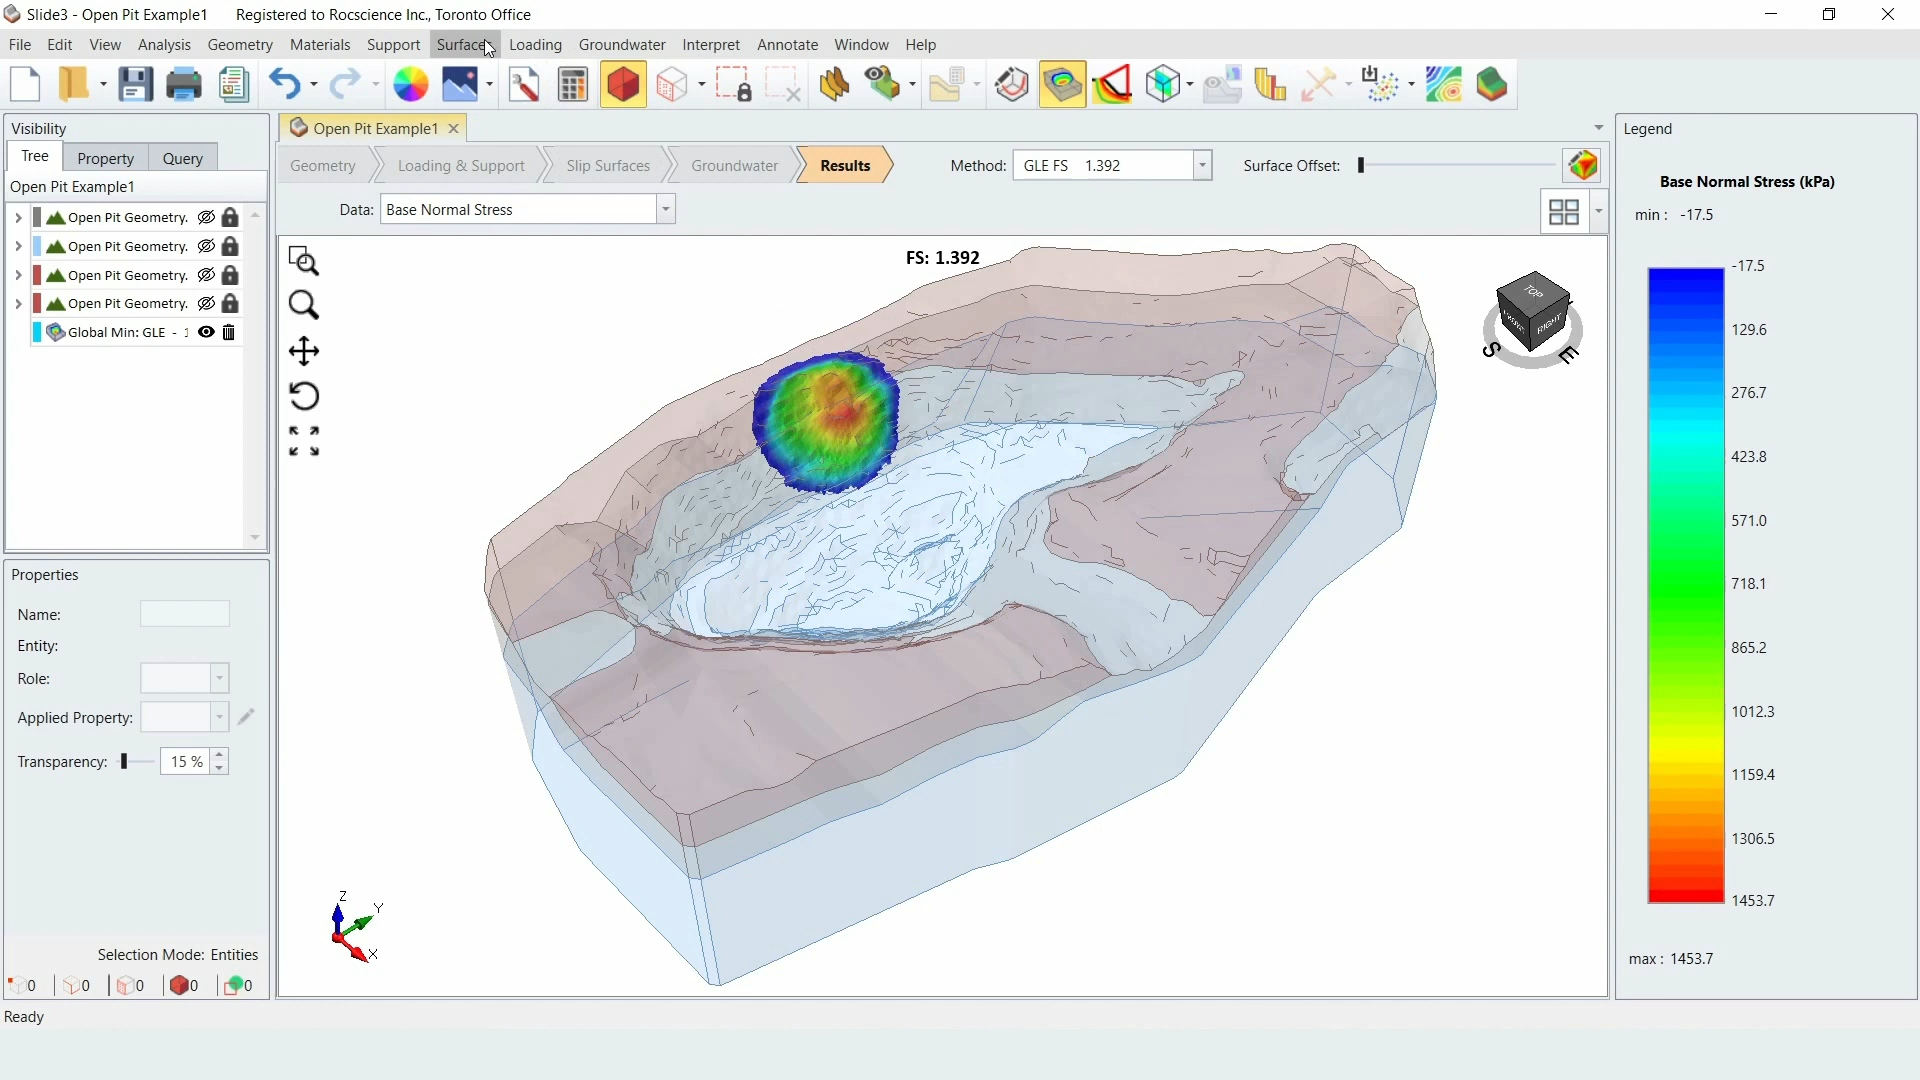 Slide3 - Open Pit Example1 Registered to Rocscience Inc., Toronto Office
File Edit View Analysis Geometry Materials Support Surfaces Loading Groundwater Interpret Annotate Window Help
Visibility
Tree Property Query
Open Pit Example1
Open Pit Geometry.
Open Pit Geometry.
Open Pit Geometry.
Open Pit Geometry.
Global Min: GLE - 1
Properties
Name:
Entity:
Role:
Applied Property:
Transparency: 15 %
Selection Mode: Entities
0 0 0 0 0
Ready
Open Pit Example1
Geometry Loading & Support Slip Surfaces Groundwater Results Method: GLE FS 1.392 Surface Offset:
Data: Base Normal Stress
FS: 1.392
TOP
FRONT RIGHT
S E
Z
Y
X
Legend
Base Normal Stress (kPa)
min : -17.5
-17.5
129.6
276.7
423.8
571.0
718.1
865.2
1012.3
1159.4
1306.5
1453.7
max : 1453.7